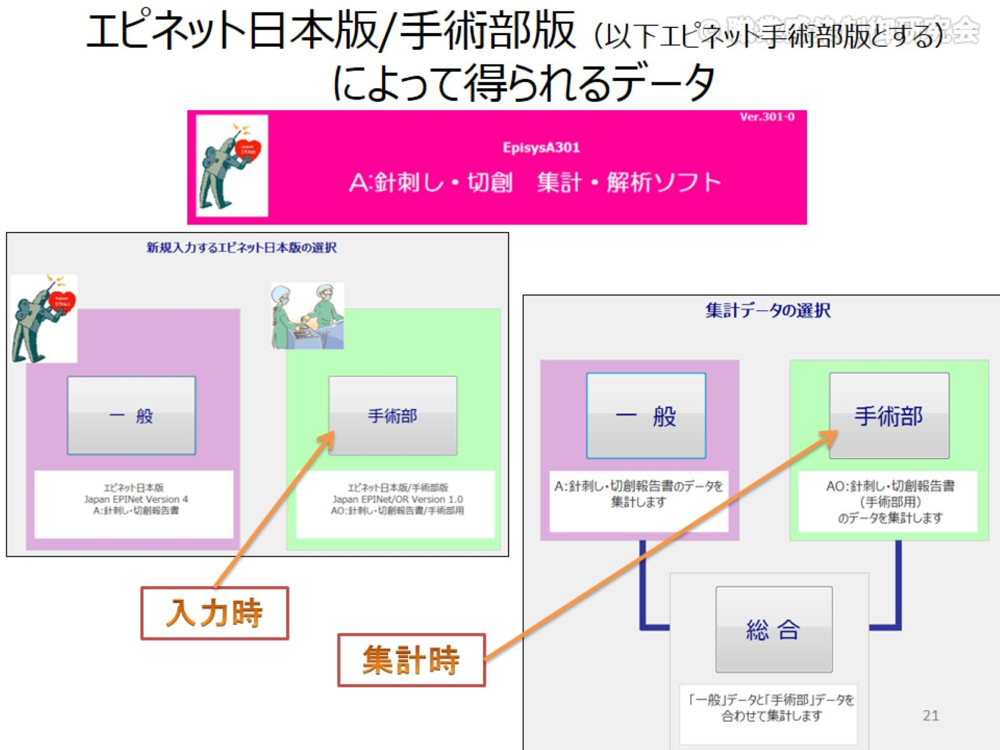 エピネット日本版/手術部版（以下エピネット手術部版とする）
によって得られるデータ
© 職業感染制御研究会
Ver.301-0
EpisysA301
A:針刺し・切創　集計・解析ソフト
Japan
EPINet
新規入力するエピネット日本版の選択
Japan
EPINet
一 般
エピネット日本版
Japan EPINet Version 4
A:針刺し・切創報告書
手術部
エピネット日本版/手術部版
Japan EPINet/OR Version 1.0
AO:針刺し・切創報告書/手術部用
入力時
集計時
集計データの選択
一 般
A:針刺し・切創報告書のデータを
集計します
手術部
AO:針刺し・切創報告書
（手術部用）
のデータを集計します
総 合
「一般」データと「手術部」データを
合わせて集計します
21